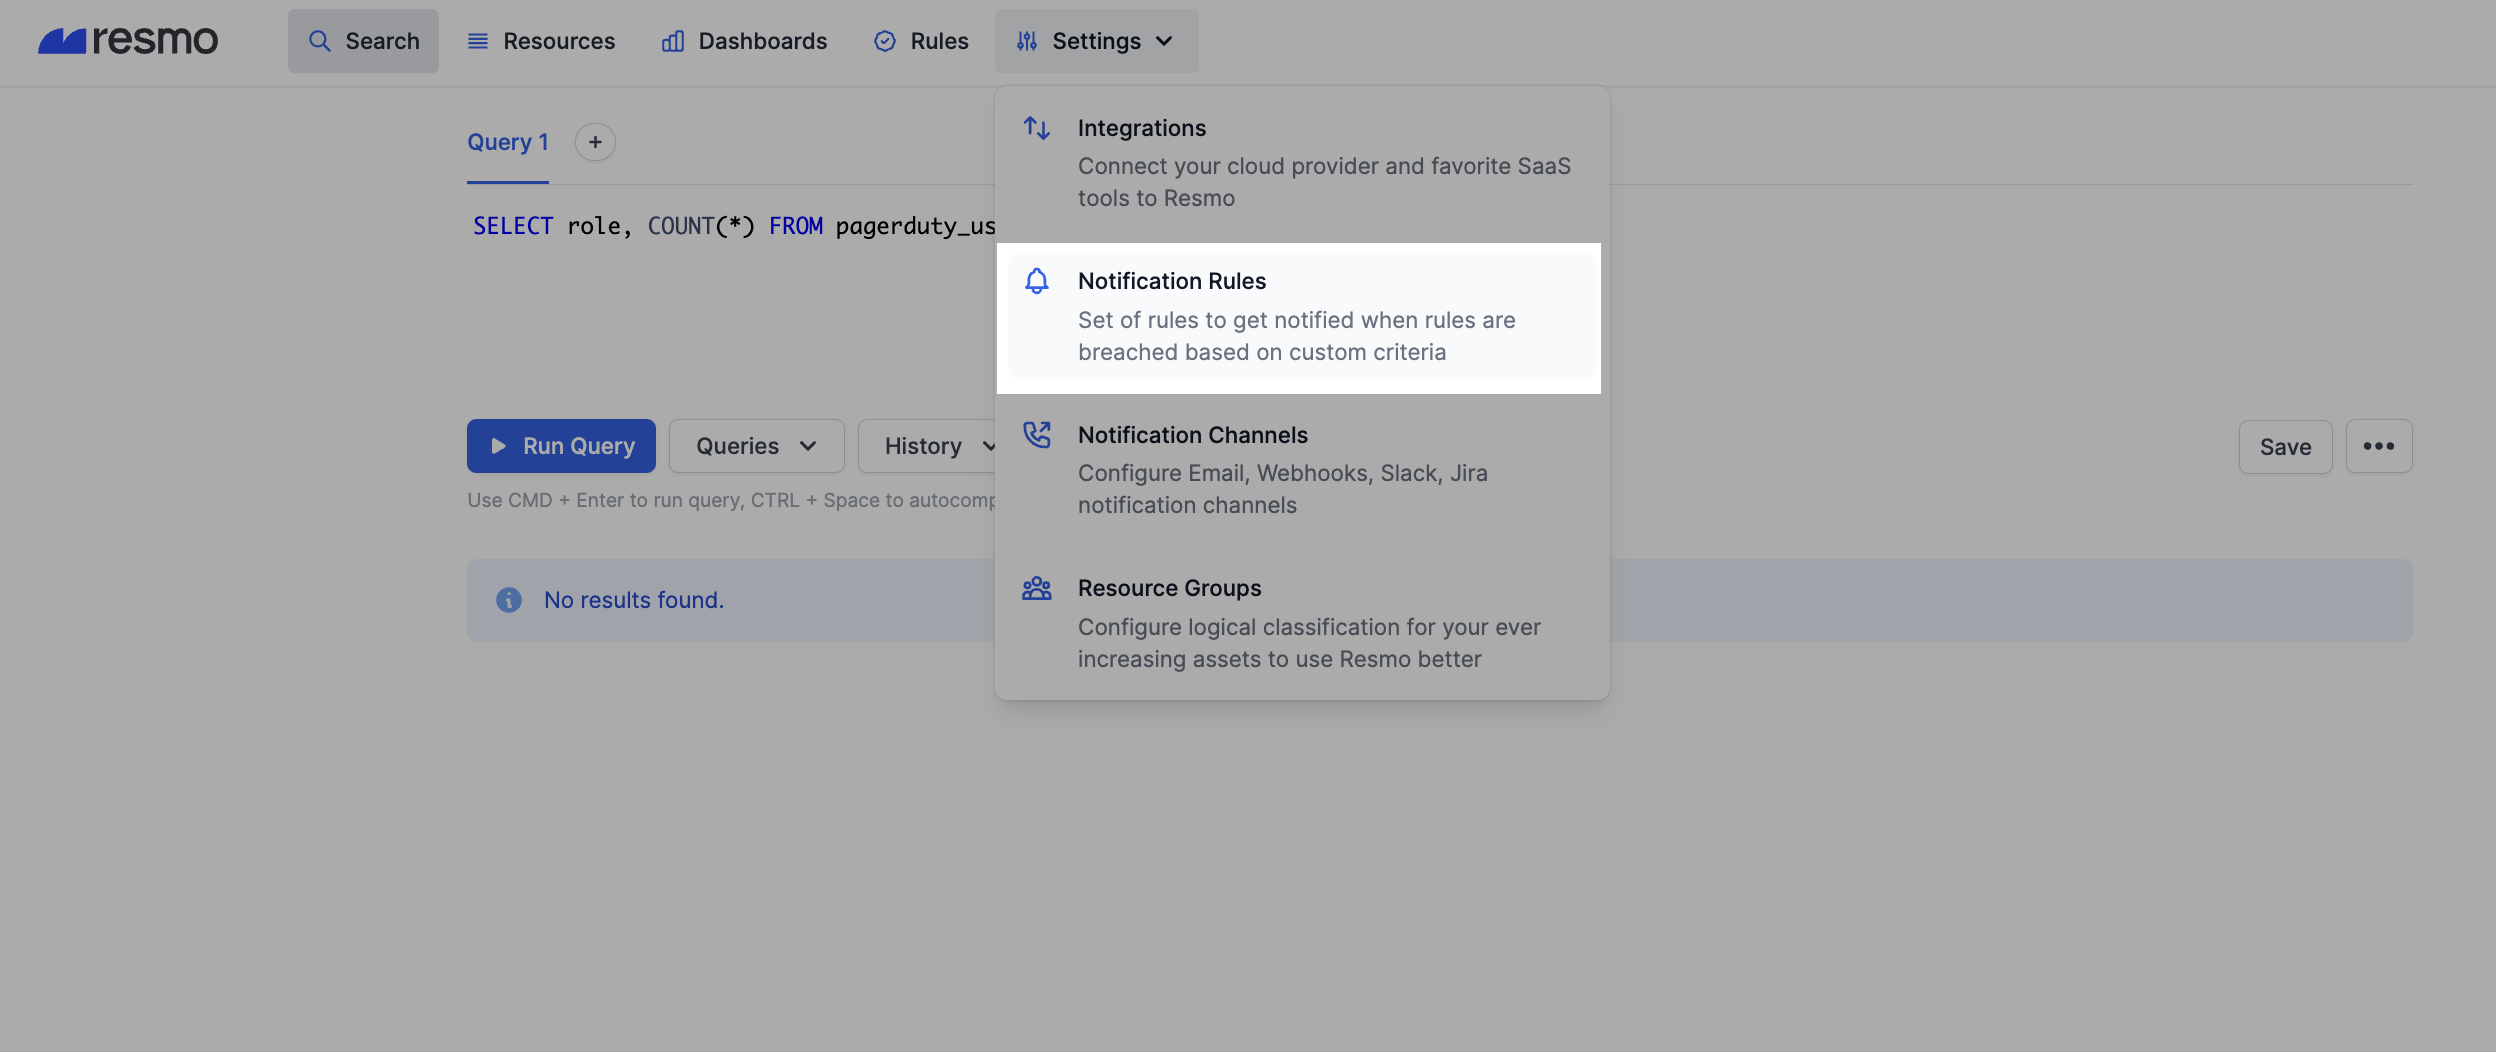 resmo
Search
Resources
Dashboards
Rules
Settings
Query 1
+
SELECT role, COUNT(*) FROM pagerduty_us
Integrations
Connect your cloud provider and favorite SaaS
tools to Resmo
Notification Rules
Set of rules to get notified when rules are
breached based on custom criteria
Notification Channels
Configure Email, Webhooks, Slack, Jira
notification channels
Resource Groups
Configure logical classification for your ever
increasing assets to use Resmo better
Run Query
Queries
History
Save
Use CMD + Enter to run query, CTRL + Space to autocomp
No results found.